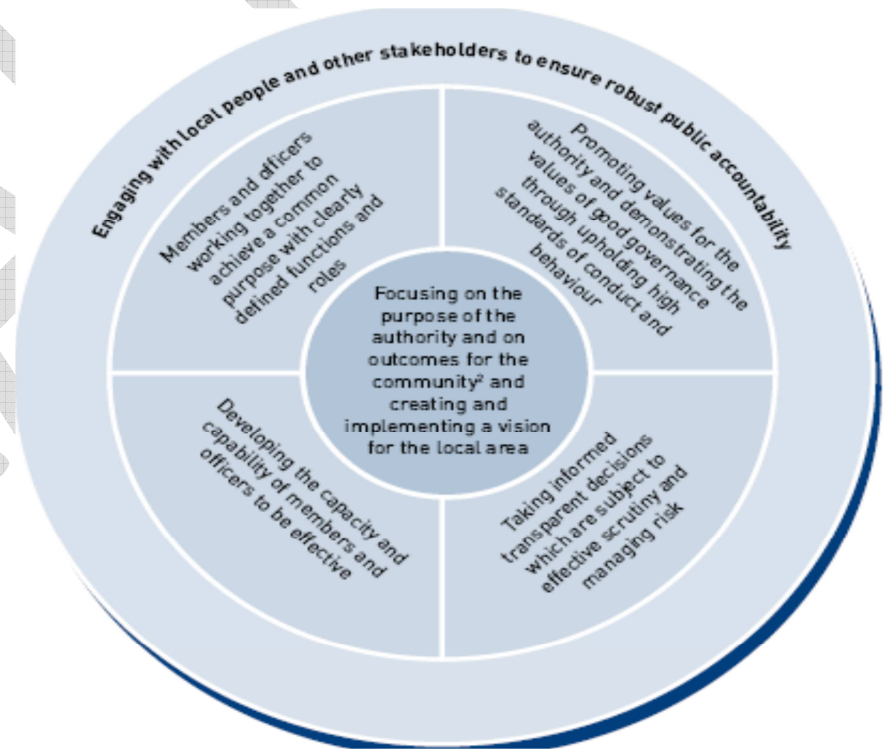 Engaging with local people and other stakeholders to ensure robust public accountability
Members and officers
working together to
achieve a common
purpose with clearly
defined functions and
roles
Promoting values for the
authority and demonstrating the
values of good governance
through upholding high
standards of conduct and
behaviour
Focusing on the
purpose of the
authority and on
outcomes for the
community² and
creating and
implementing a vision
for the local area
Developing the capacity and
capability of members and
officers to be effective
Taking informed
transparent decisions
which are subject to
effective scrutiny and
managing risk